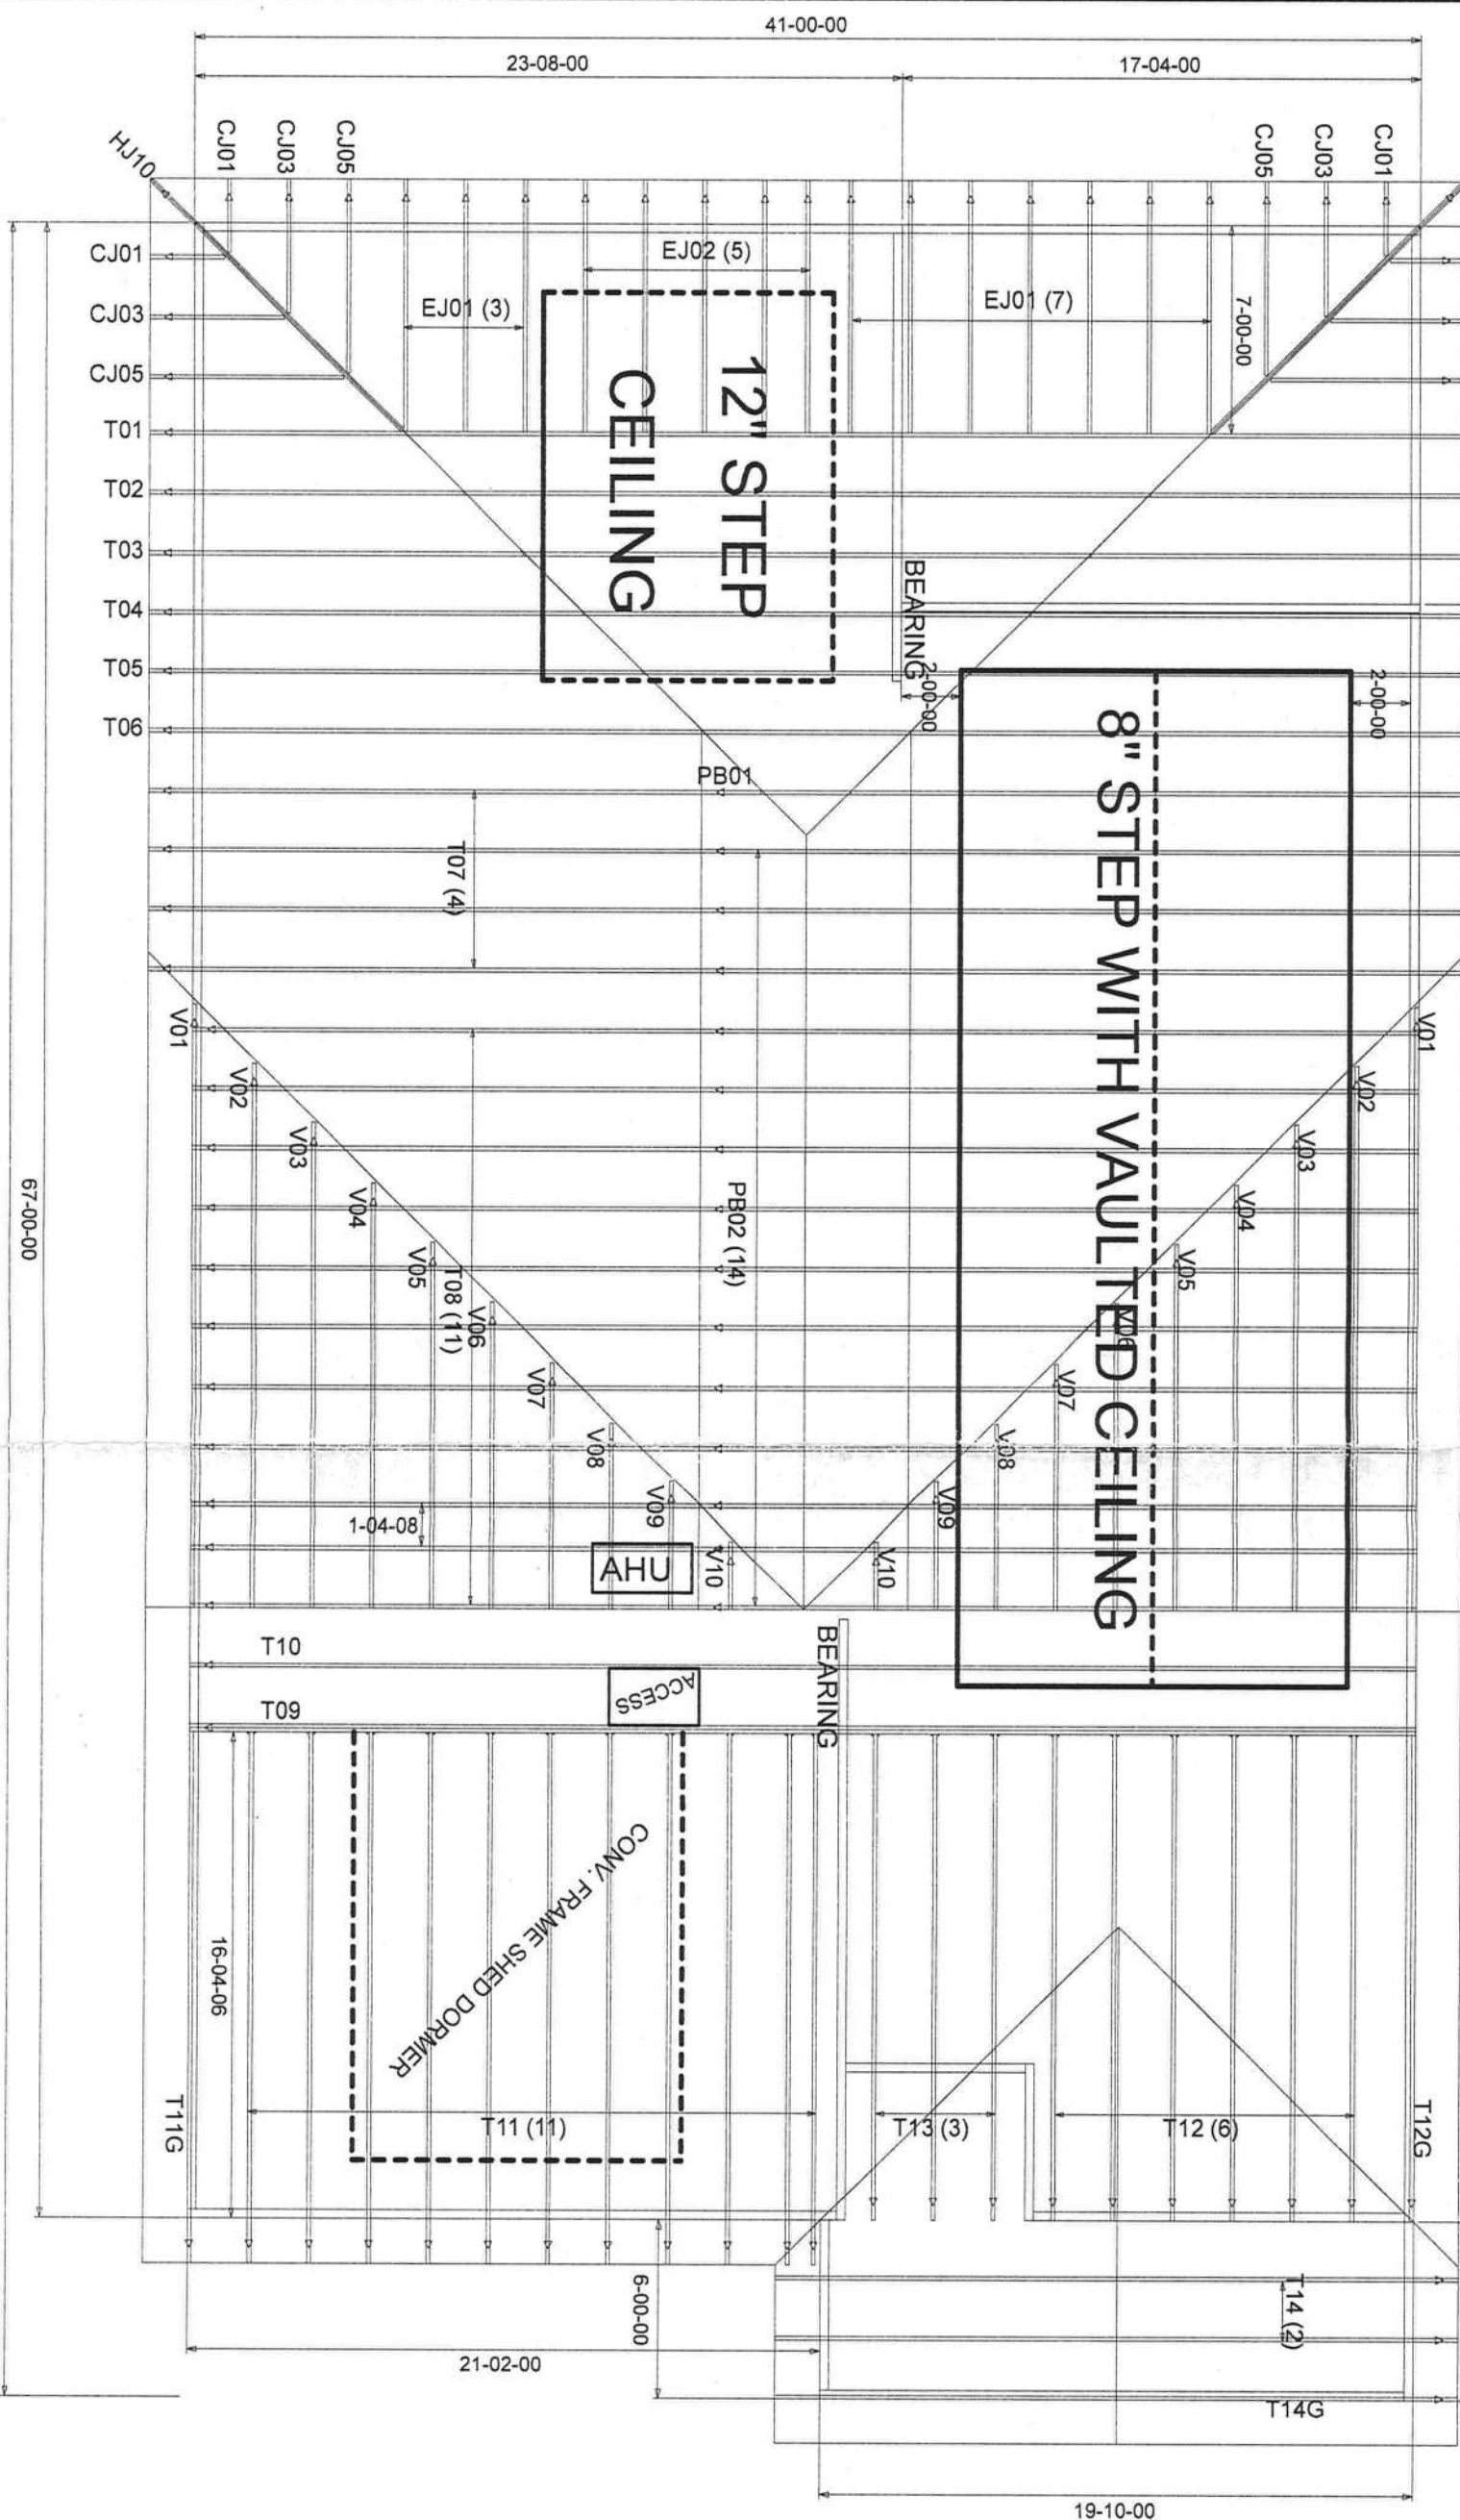 41-00-00
23-08-00
17-04-00
HJ10
CJ01
CJ03
CJ05
CJ05
CJ03
CJ01
CJ01
CJ03
CJ05
T01
T02
T03
T04
T05
T06
EJ01 (3)
EJ02 (5)
EJ01 (7)
7-00-00
12" STEP
CEILING
BEARING
2-00-00
2-00-00
8" STEP WITH VAULTED CEILING
PB01
T07 (4)
V01
V02
V03
V04
V05
T08 (11)
V06
V07
V08
V09
V10
PB02 (14)
V01
V02
V03
V04
V05
V06
V07
V08
V09
V10
67-00-00
1-04-08
AHU
T10
ACCESS
BEARING
T09
CONV. FRAME SHED DORMER
16-04-06
T11G
T11 (11)
T13 (3)
T12 (6)
T12G
6-00-00
T14 (2)
21-02-00
T14G
19-10-00